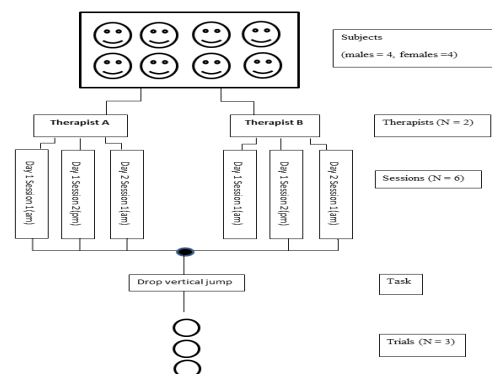 Subjects
(males = 4, females =4)
Therapist A
Therapist B
Therapists (N = 2)
Day 1 Session 1(am)
Day 1 Session 2(pm)
Day 2 Session 1(am)
Day 1 Session 1(am)
Day 1 Session 2(pm)
Day 2 Session 1(am)
Sessions (N = 6)
Drop vertical jump
Task
Trials (N = 3)